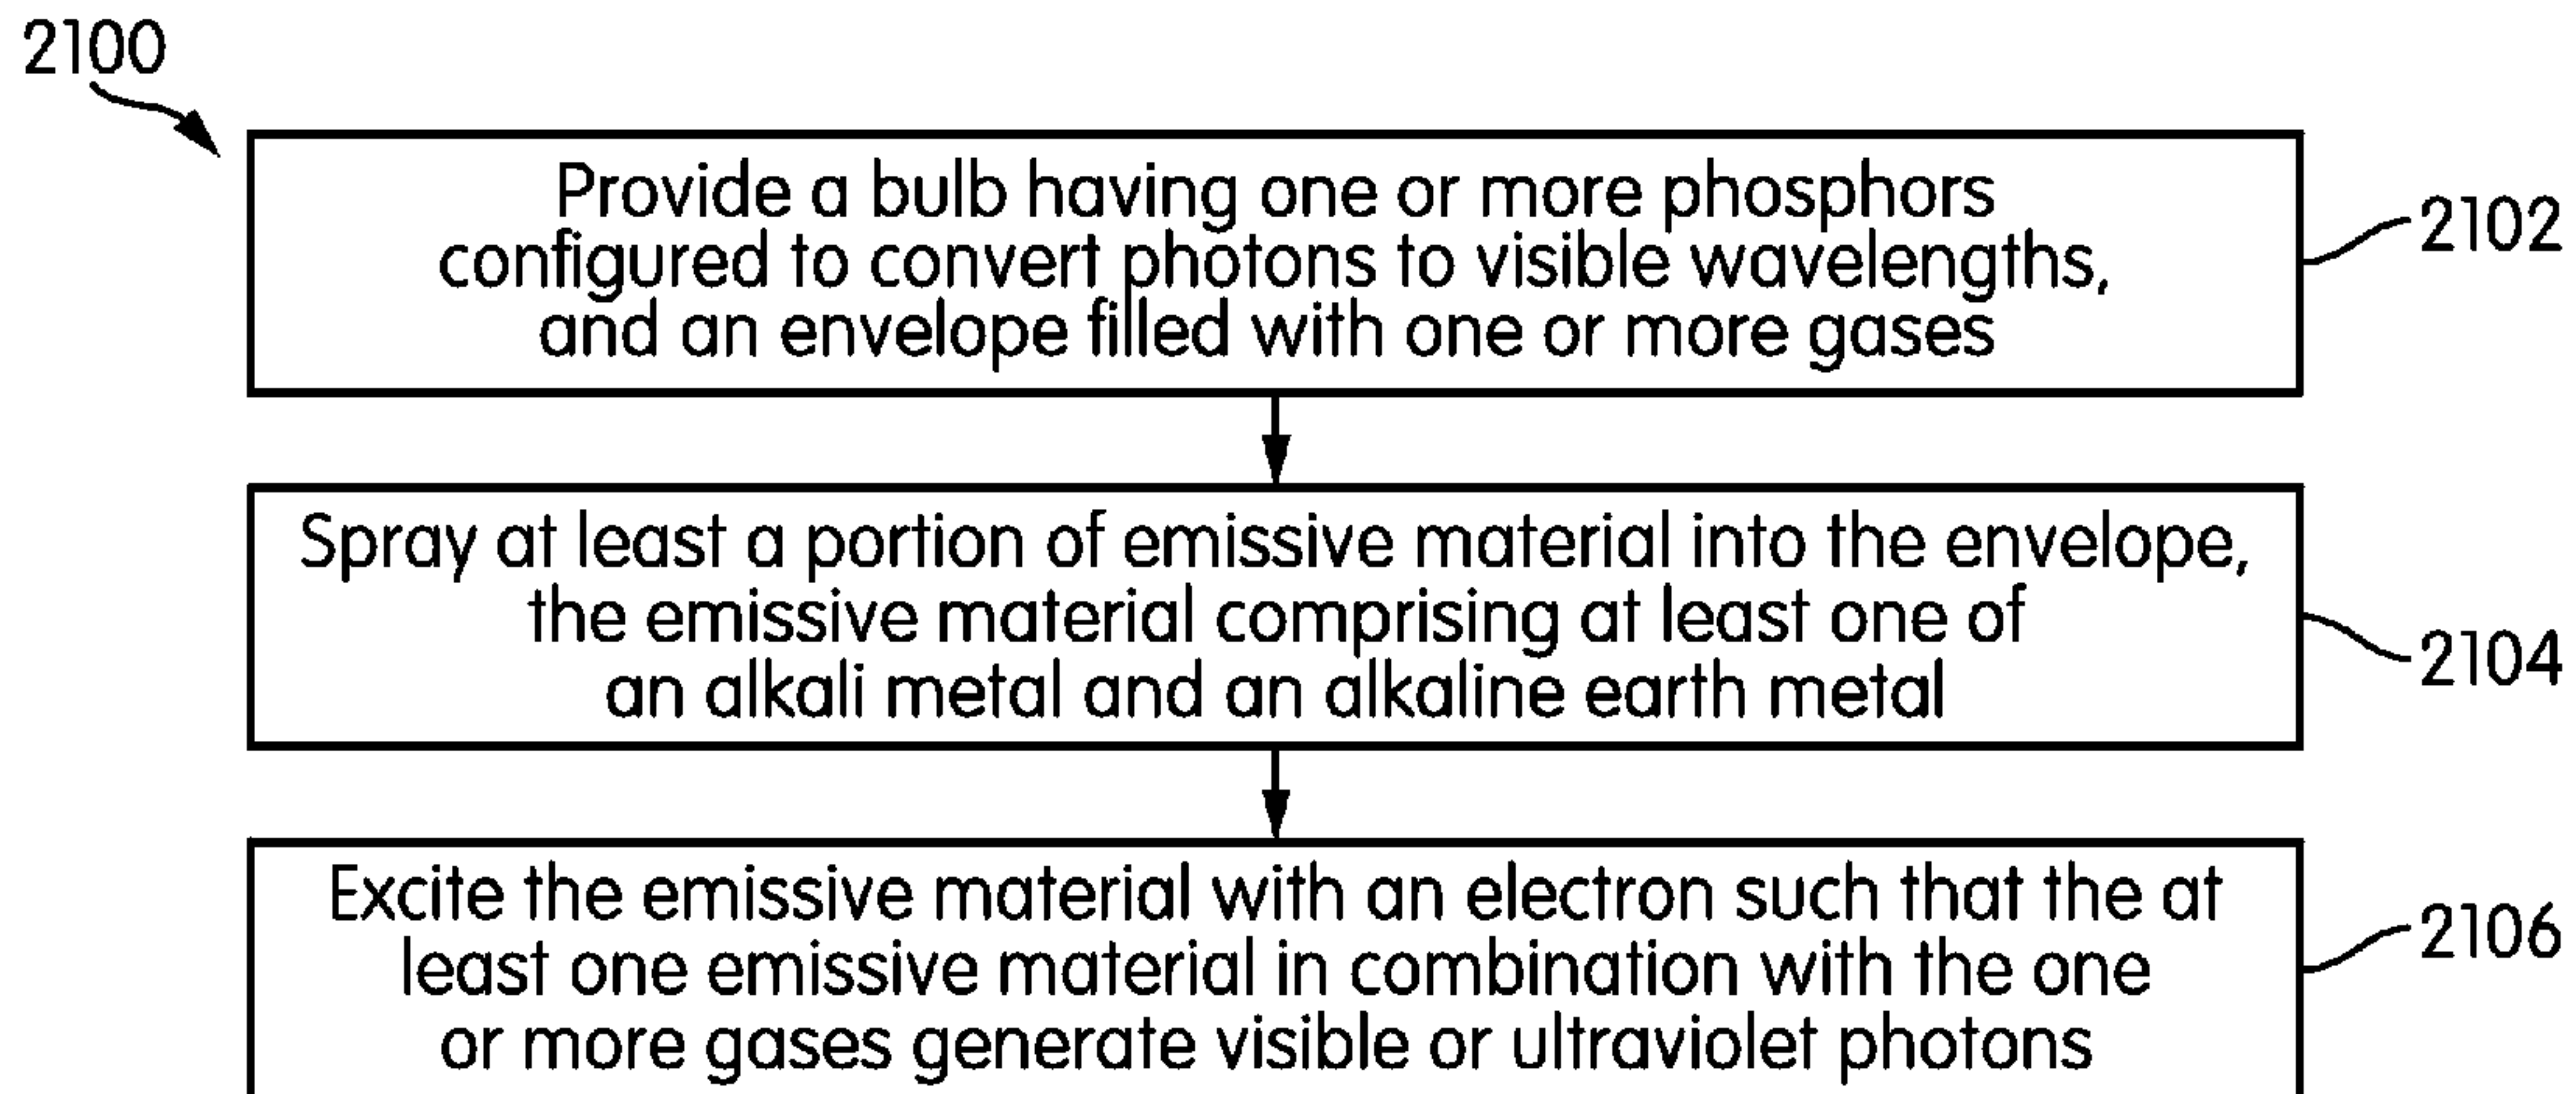 2100
Provide a bulb having one or more phosphors
configured to convert photons to visible wavelengths,
and an envelope filled with one or more gases
2102
Spray at least a portion of emissive material into the envelope,
the emissive material comprising at least one of
an alkali metal and an alkaline earth metal
2104
Excite the emissive material with an electron such that the at
least one emissive material in combination with the one
or more gases generate visible or ultraviolet photons
2106